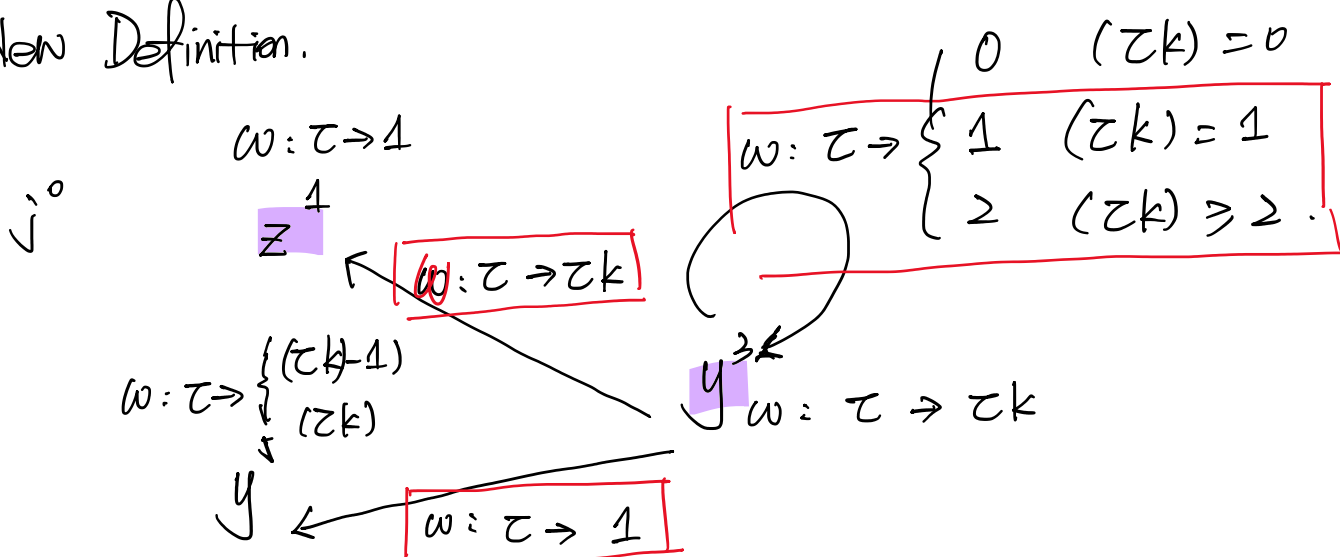 New Definition.
0 (τk) = 0
ω: τ→ { 1 (τk) = 1
2 (τk) ⩾ 2 .
ω: τ→1
j⁰
z¹
ω: τ→τk
ω: τ→ { (τk)-1)
(τk)
y³
ω: τ → τk
y
ω: τ→ 1